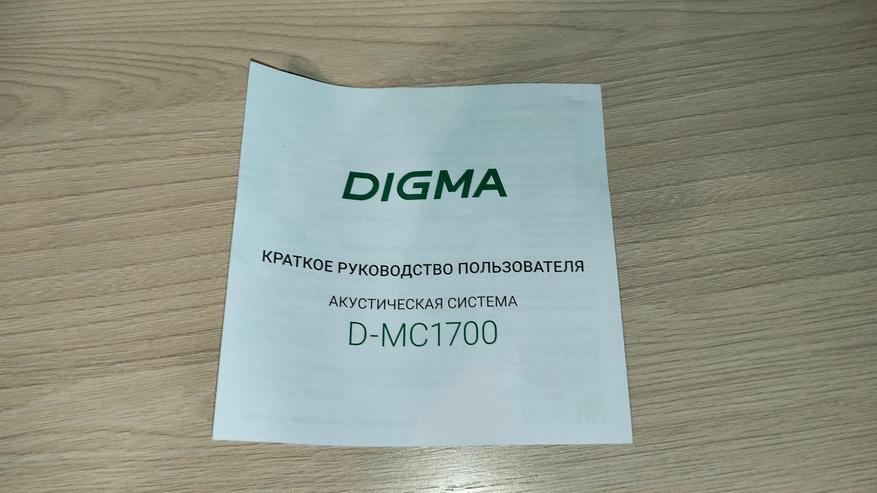 DIGMA
КРАТКОЕ РУКОВОДСТВО ПОЛЬЗОВАТЕЛЯ
АКУСТИЧЕСКАЯ СИСТЕМА
D-MC1700